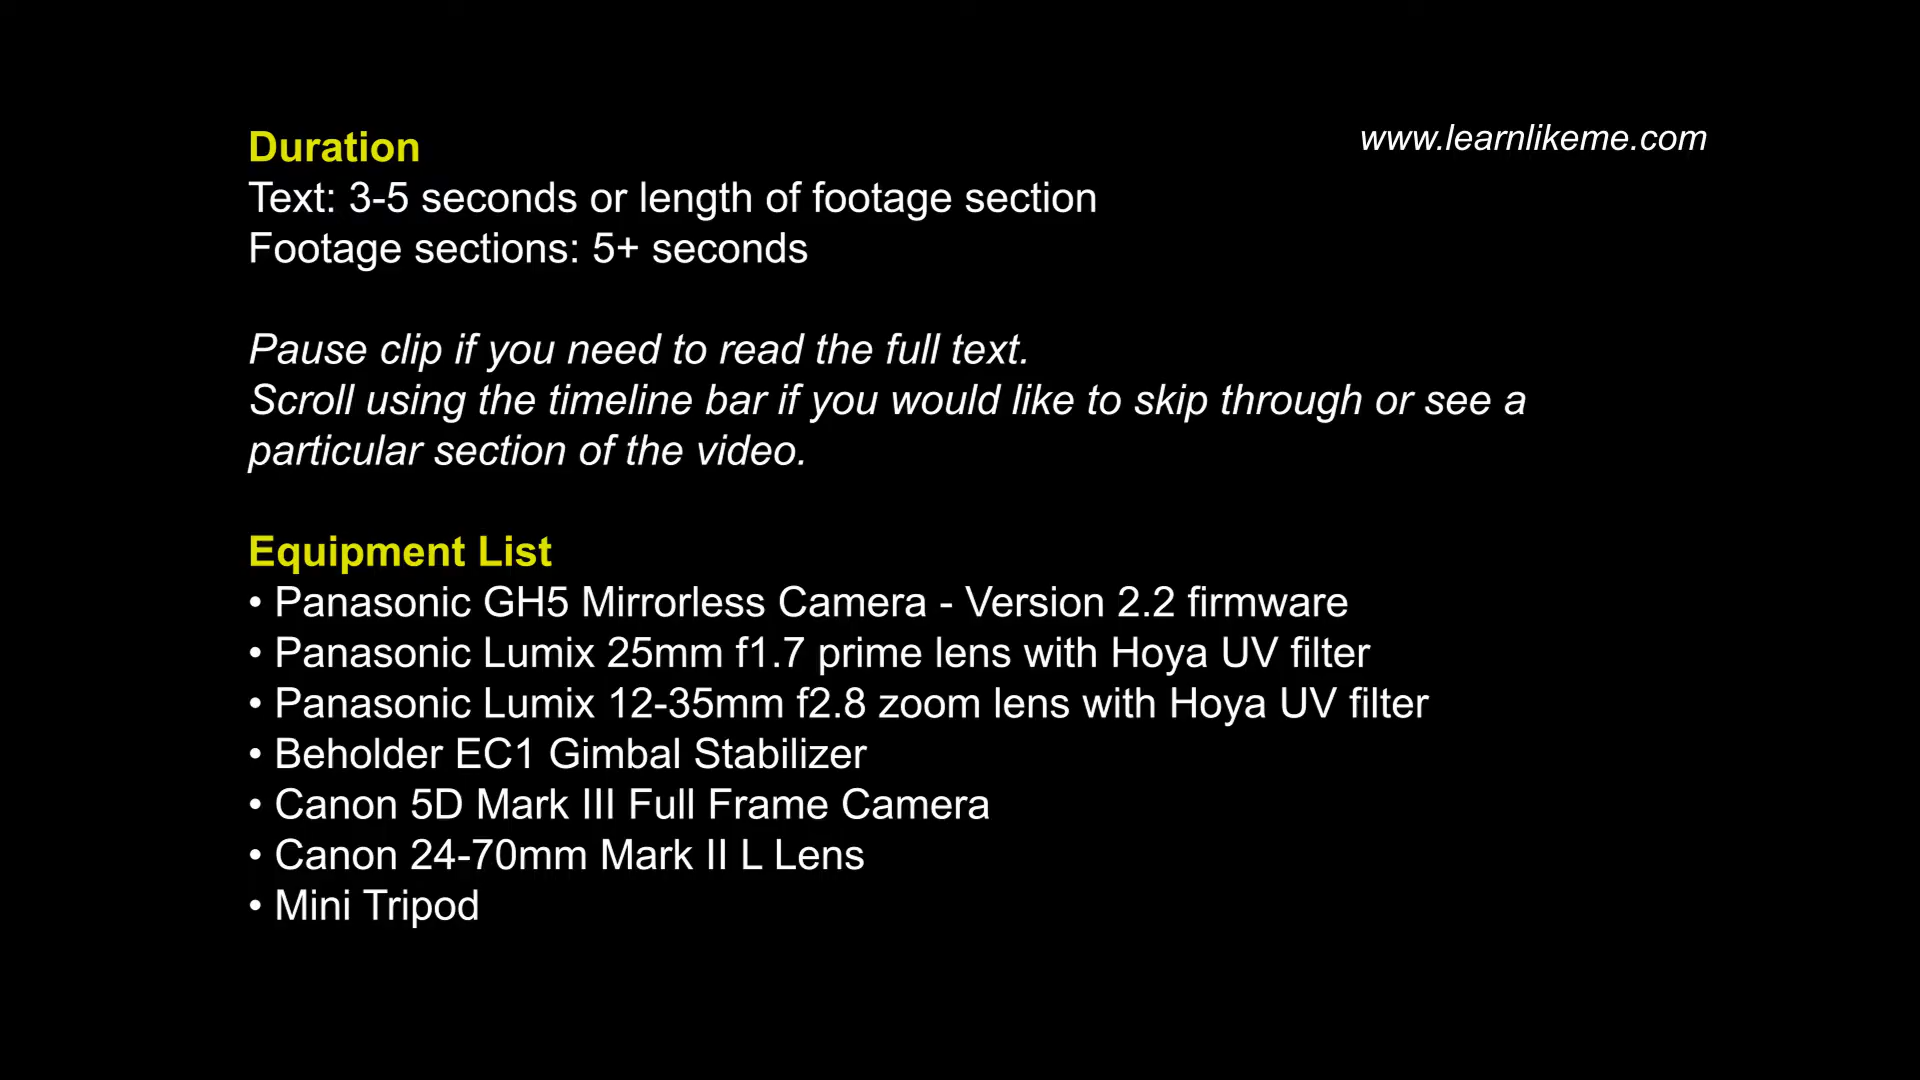 Duration
www.learnlikeme.com
Text: 3-5 seconds or length of footage section
Footage sections: 5+ seconds
Pause clip if you need to read the full text.
Scroll using the timeline bar if you would like to skip through or see a
particular section of the video.
Equipment List
• Panasonic GH5 Mirrorless Camera - Version 2.2 firmware
• Panasonic Lumix 25mm f1.7 prime lens with Hoya UV filter
• Panasonic Lumix 12-35mm f2.8 zoom lens with Hoya UV filter
• Beholder EC1 Gimbal Stabilizer
• Canon 5D Mark III Full Frame Camera
• Canon 24-70mm Mark II L Lens
• Mini Tripod